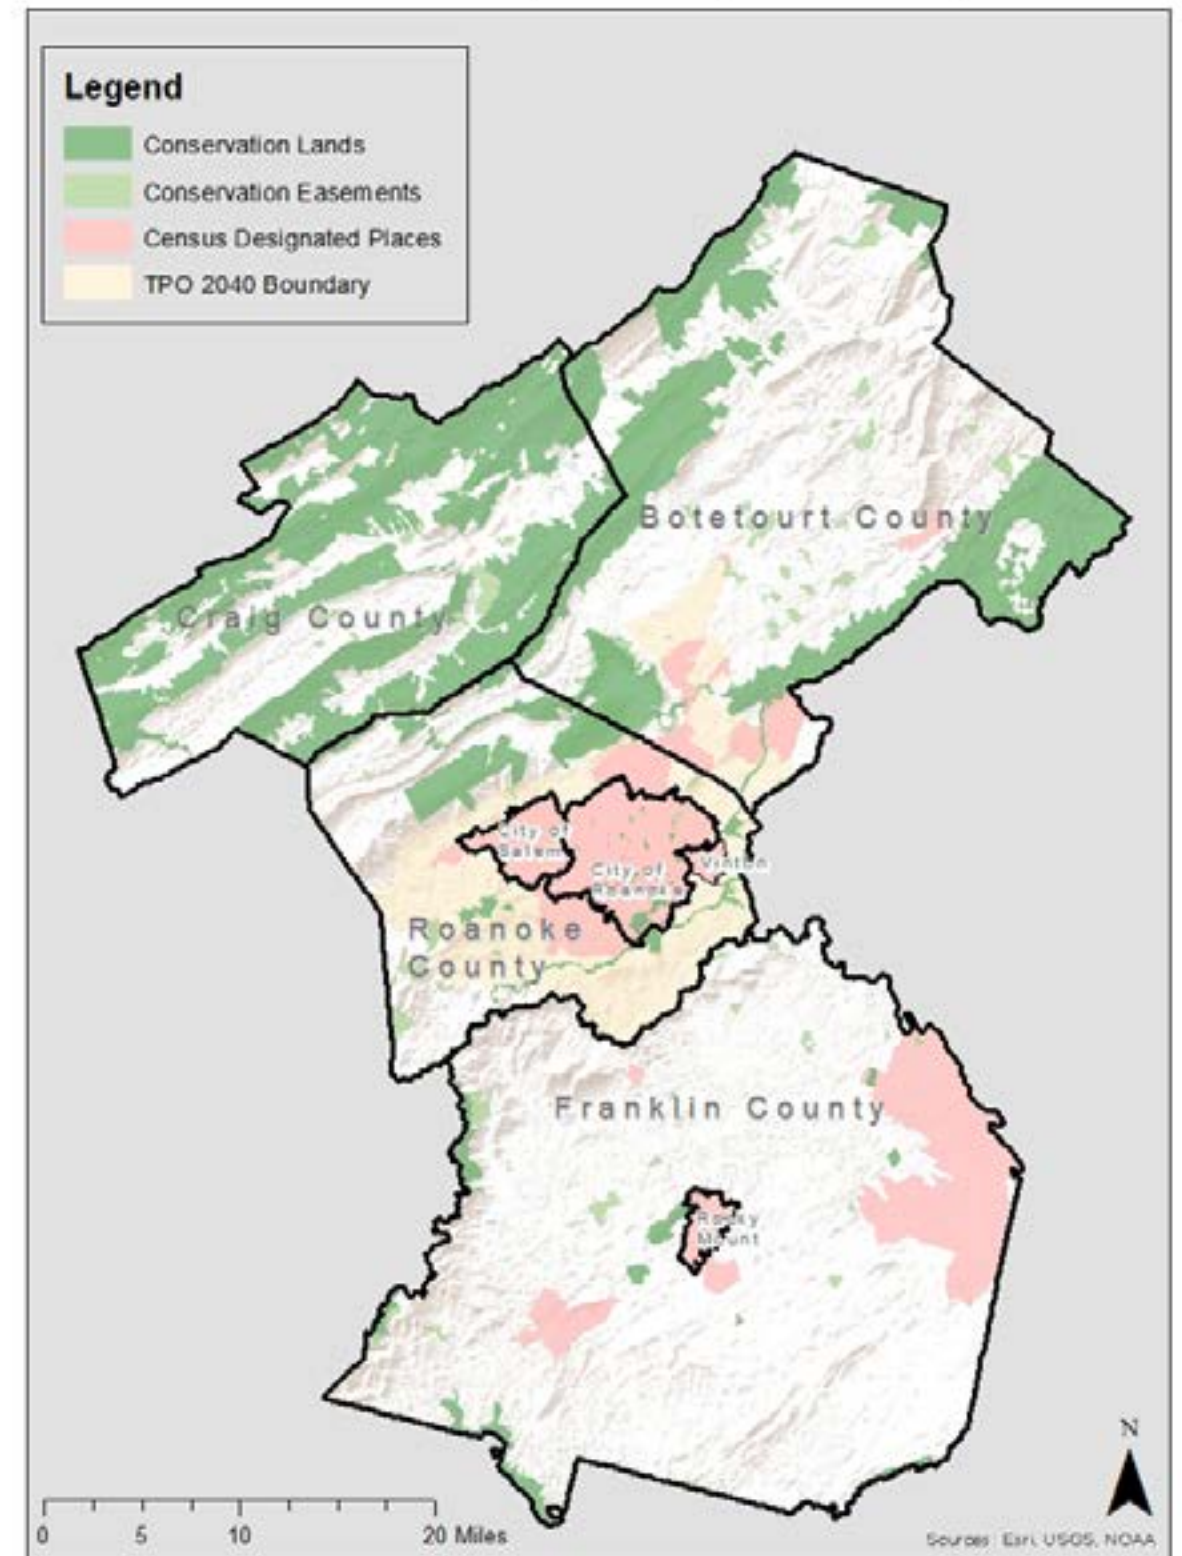 Legend
Conservation Lands
Conservation Easements
Census Designated Places
TPO 2040 Boundary
Botetourt County
Craig County
City of
Salem
City of
Roanoke
Vinton
Roanoke
County
Franklin County
Rocky
Mount
N
0 5 10 20 Miles
Sources: Esri, USGS, NOAA